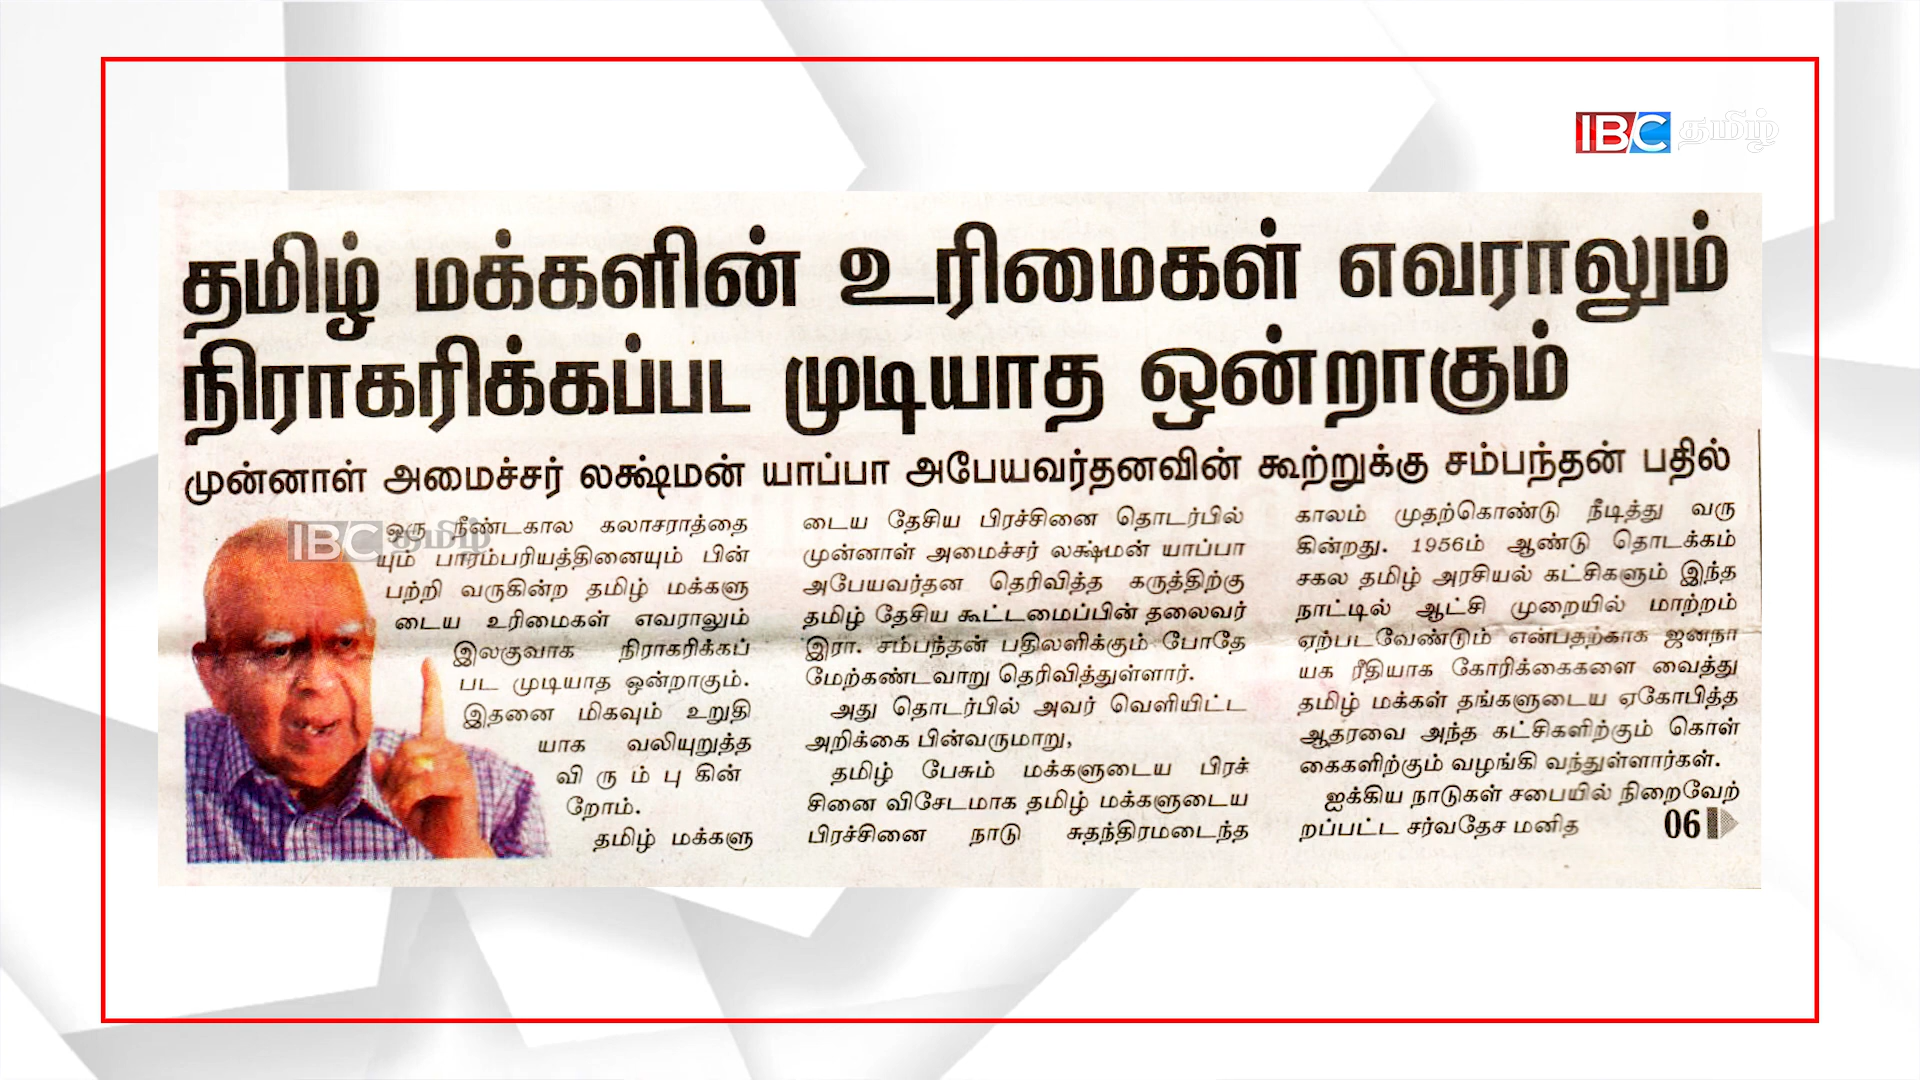 IBC தமிழ்
தமிழ் மக்களின் உரிமைகள் எவராலும்
நிராகரிக்கப்பட முடியாத ஒன்றாகும்
முன்னாள் அமைச்சர் லக்ஷ்மன் யாப்பா அபேயவர்தனவின் கூற்றுக்கு சம்பந்தன் பதில்
IBC தமிழ்
ஒரு நீண்டகால கலாசாரத்தை
யும் பாரம்பரியத்தினையும் பின்
பற்றி வருகின்ற தமிழ் மக்களு
டைய உரிமைகள் எவராலும்
இலகுவாக நிராகரிக்கப்
பட முடியாத ஒன்றாகும்.
இதனை மிகவும் உறுதி
யாக வலியுறுத்த
விரும்புகின்
றோம்.
தமிழ் மக்களு
டைய தேசிய பிரச்சினை தொடர்பில்
முன்னாள் அமைச்சர் லக்ஷ்மன் யாப்பா
அபேயவர்தன தெரிவித்த கருத்திற்கு
தமிழ் தேசிய கூட்டமைப்பின் தலைவர்
இரா. சம்பந்தன் பதிலளிக்கும் போதே
மேற்கண்டவாறு தெரிவித்துள்ளார்.
அது தொடர்பில் அவர் வெளியிட்ட
அறிக்கை பின்வருமாறு,
தமிழ் பேசும் மக்களுடைய பிரச்
சினை விசேடமாக தமிழ் மக்களுடைய
பிரச்சினை நாடு சுதந்திரமடைந்த
காலம் முதற்கொண்டு நீடித்து வரு
கின்றது. 1956ம் ஆண்டு தொடக்கம்
சகல தமிழ் அரசியல் கட்சிகளும் இந்த
நாட்டில் ஆட்சி முறையில் மாற்றம்
ஏற்படவேண்டும் என்பதற்காக ஜனநா
யக ரீதியாக கோரிக்கைகளை வைத்து
தமிழ் மக்கள் தங்களுடைய ஏகோபித்த
ஆதரவை அந்த கட்சிகளிற்கும் கொள்
கைகளிற்கும் வழங்கி வந்துள்ளார்கள்.
ஐக்கிய நாடுகள் சபையில் நிறைவேற்
றப்பட்ட சர்வதேச மனித
06